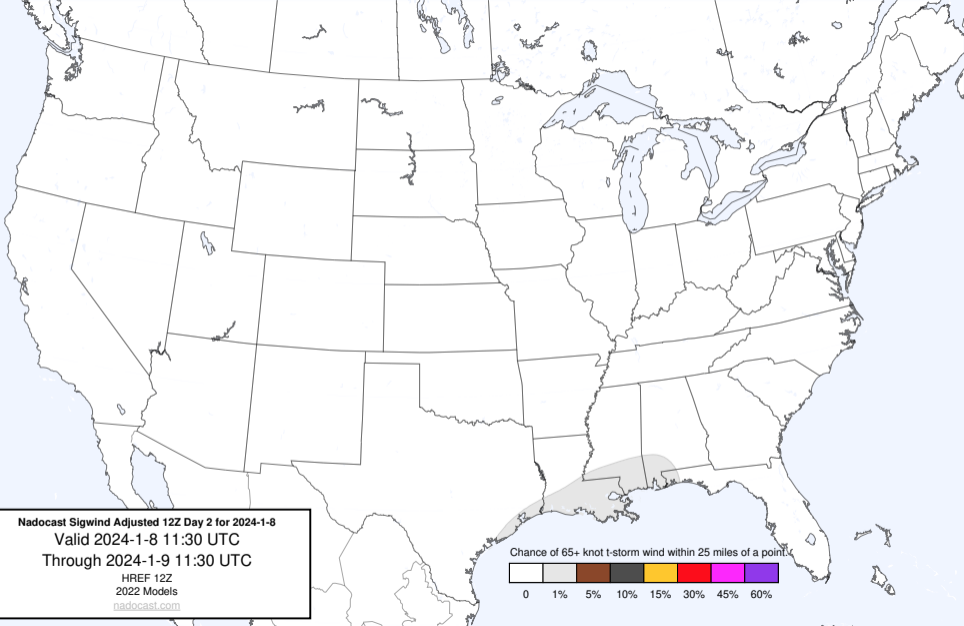 Nadocast Sigwind Adjusted 12Z Day 2 for 2024-1-8
Valid 2024-1-8 11:30 UTC
Through 2024-1-9 11:30 UTC
HREF 12Z
2022 Models
nadocast.com
Chance of 65+ knot t-storm wind within 25 miles of a point.
0 1% 5% 10% 15% 30% 45% 60%